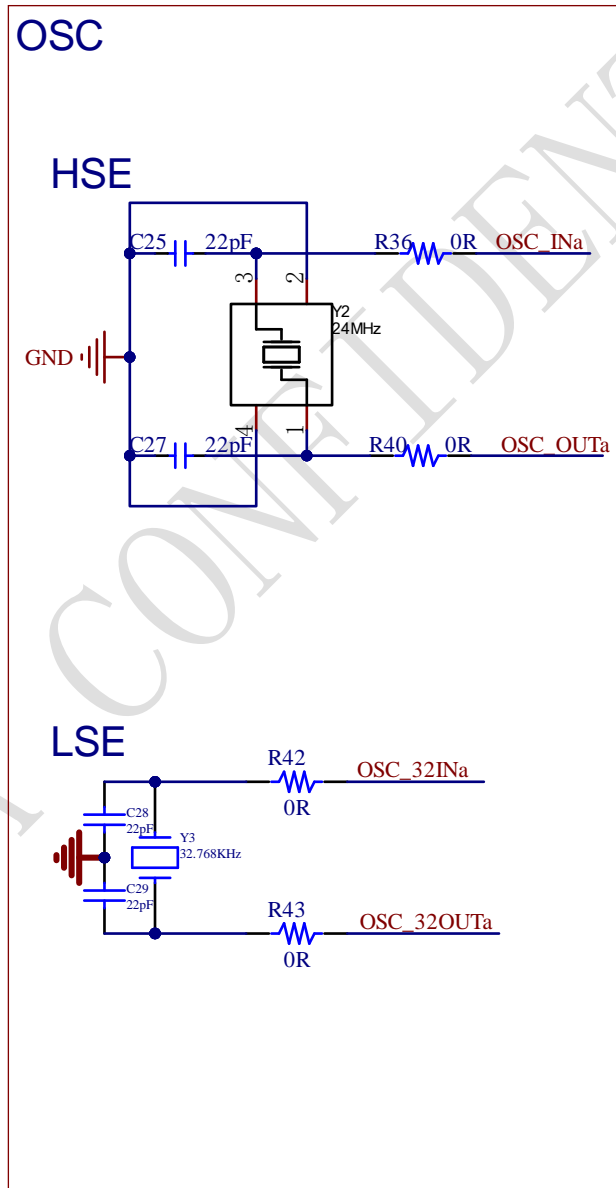 OSC
HSE
C25 22pF R36 0R OSC_INa
3 2
Y2
24MHz
GND
4 1
C27 22pF R40 0R OSC_OUTa
CONFIDENT
LSE
R42 OSC_32INa
0R
C28
22pF
Y3
32.768KHz
C29
22pF
R43 OSC_32OUTa
0R